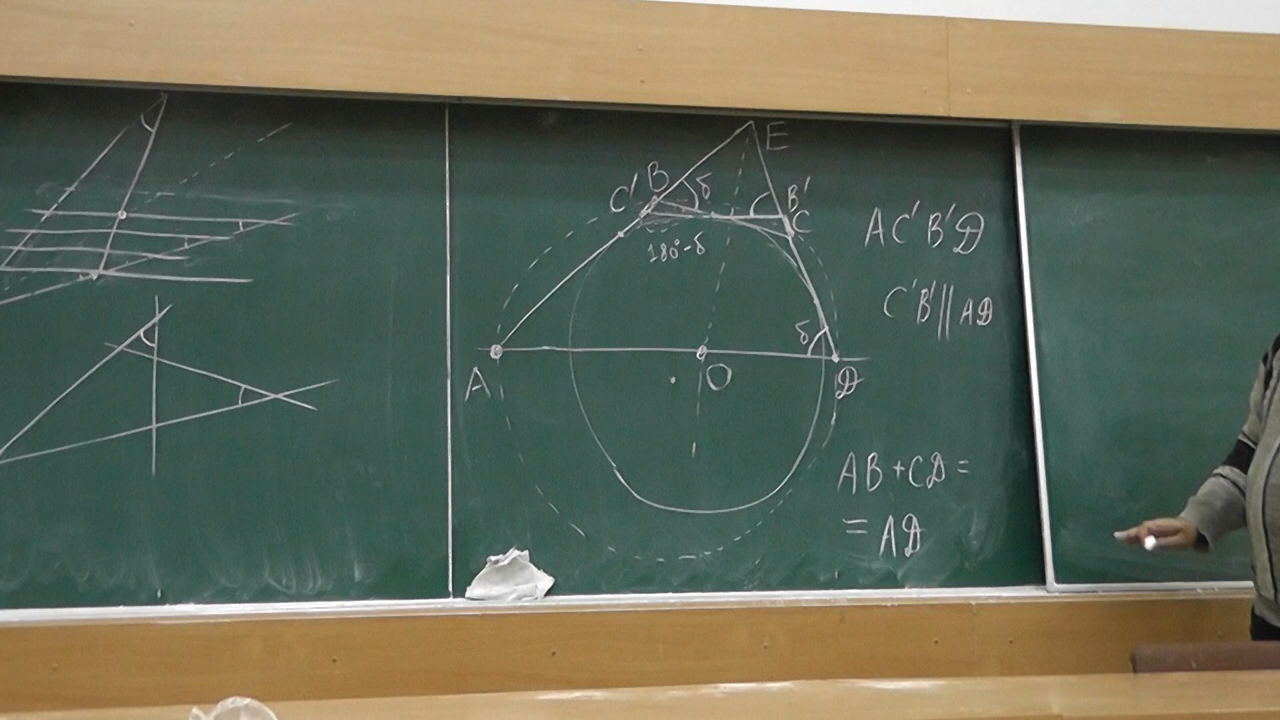 E
C' B δ
B'
C
180°-δ
δ
A
O
D
AC'B'D
C'B'||AD
AB+CD=
=AD